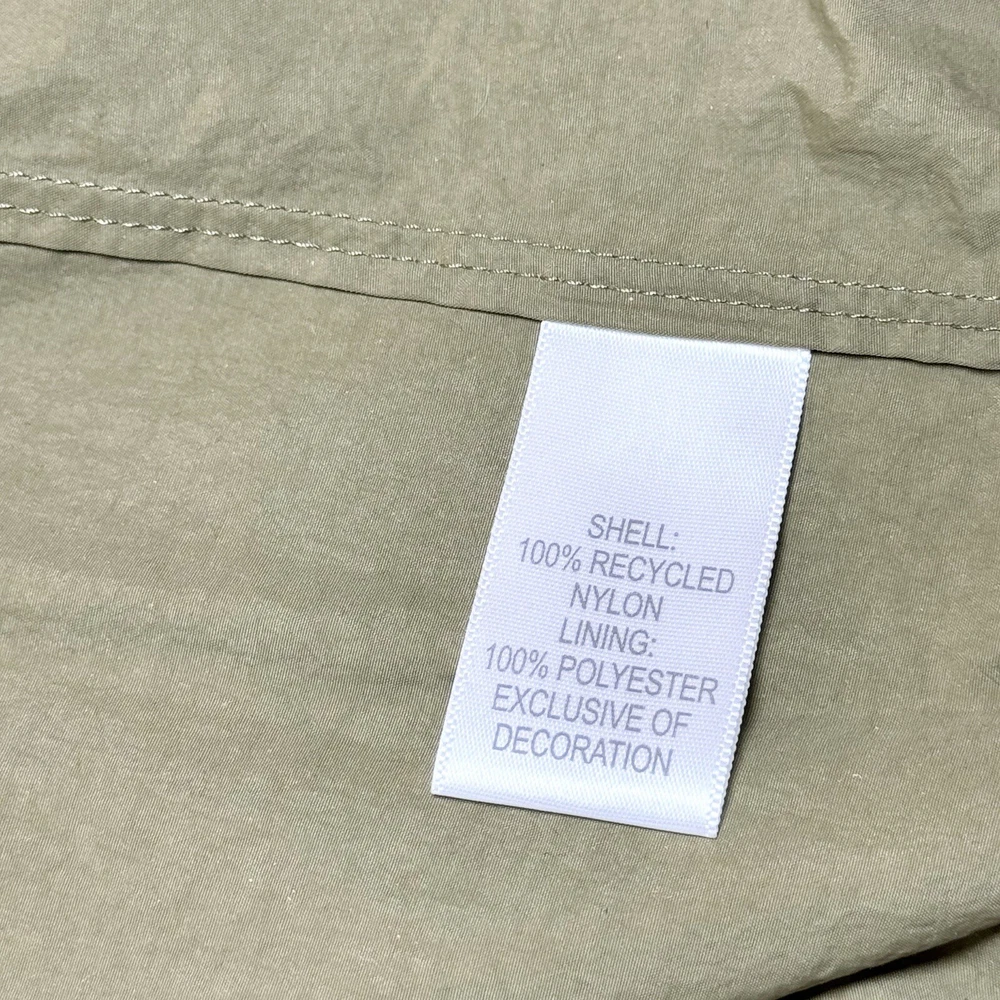 SHELL:
100% RECYCLED
NYLON
LINING:
100% POLYESTER
EXCLUSIVE OF
DECORATION